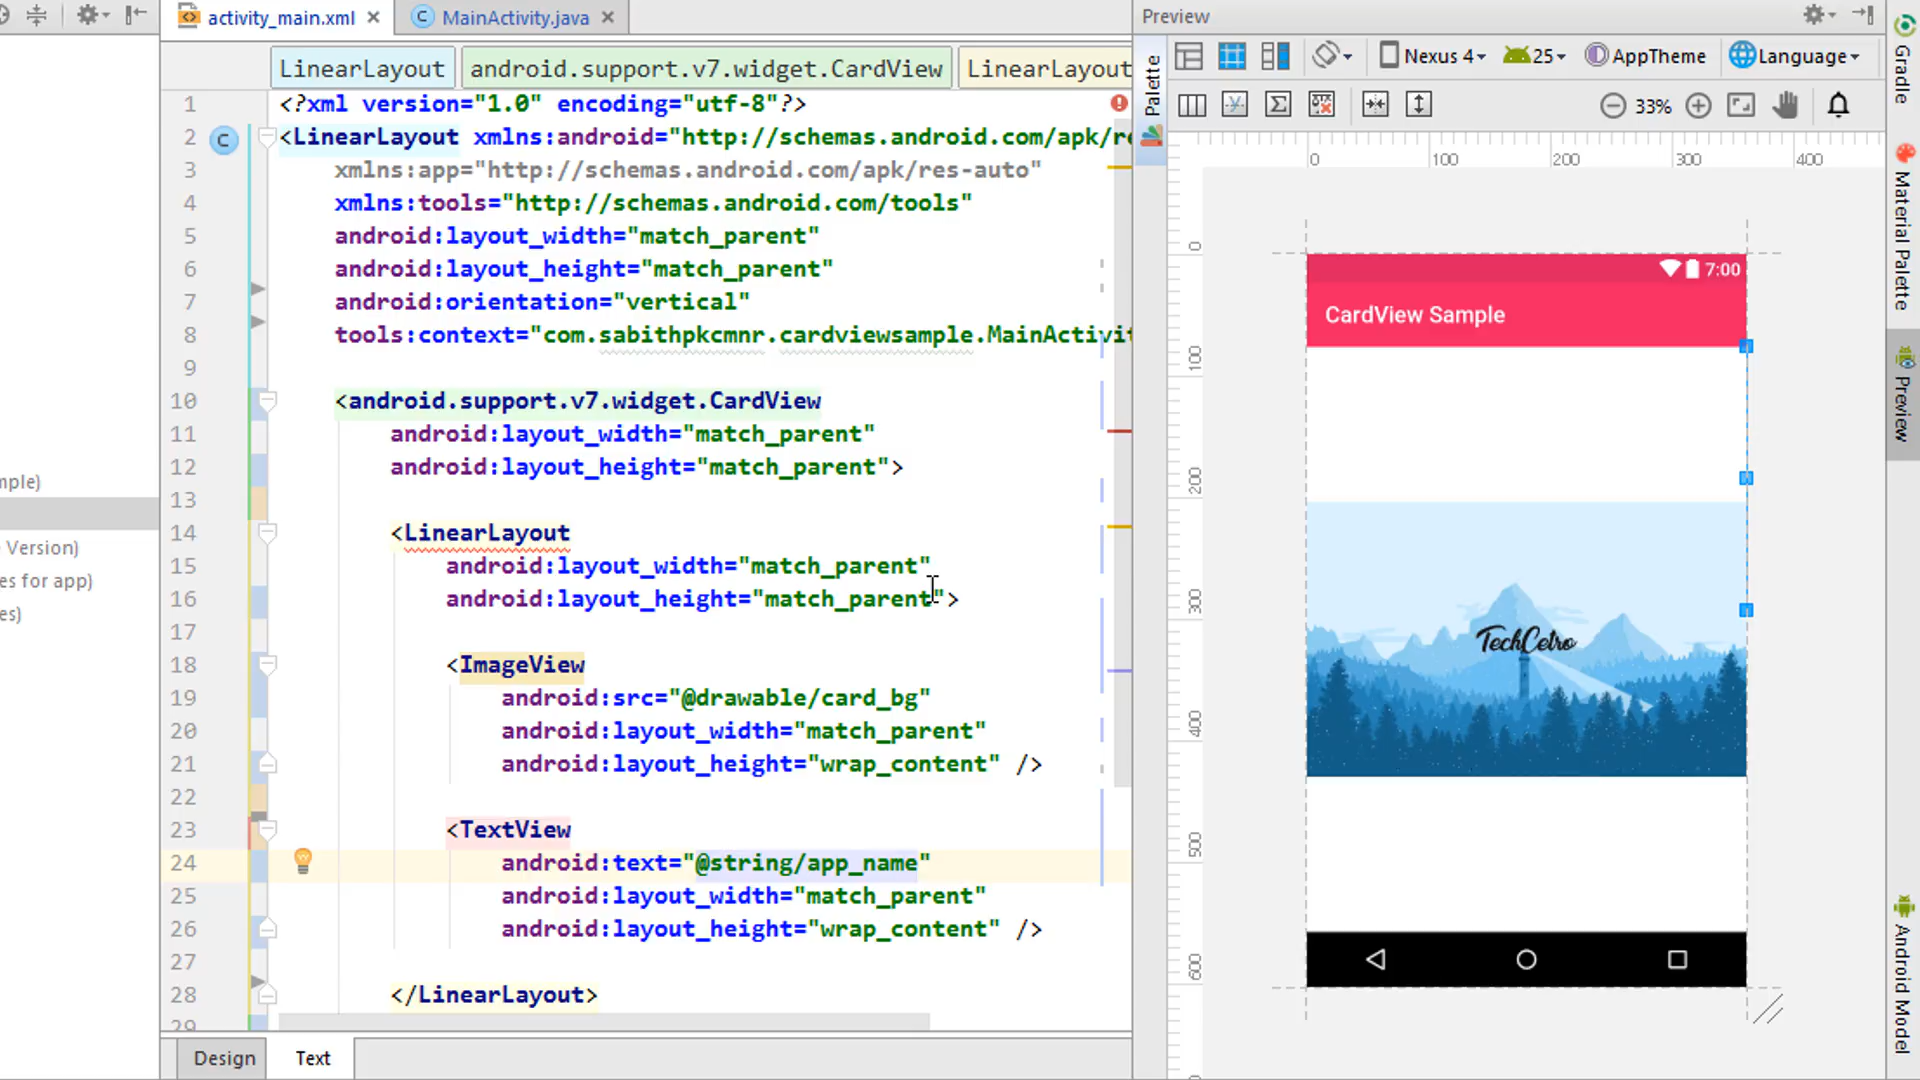 activity_main.xml
MainActivity.java
Preview
LinearLayout
android.support.v7.widget.CardView
LinearLayout
Nexus 4
25
AppTheme
Language
33%
1 <?xml version="1.0" encoding="utf-8"?>
2 <LinearLayout xmlns:android="http://schemas.android.com/apk/re
3 xmlns:app="http://schemas.android.com/apk/res-auto"
4 xmlns:tools="http://schemas.android.com/tools"
5 android:layout_width="match_parent"
6 android:layout_height="match_parent"
7 android:orientation="vertical"
8 tools:context="com.sabithpkcmnr.cardviewsample.MainActivit
9
10 <android.support.v7.widget.CardView
11 android:layout_width="match_parent"
12 android:layout_height="match_parent">
13
14 <LinearLayout
15 android:layout_width="match_parent"
16 android:layout_height="match_parent">
17
18 <ImageView
19 android:src="@drawable/card_bg"
20 android:layout_width="match_parent"
21 android:layout_height="wrap_content" />
22
23 <TextView
24 android:text="@string/app_name"
25 android:layout_width="match_parent"
26 android:layout_height="wrap_content" />
27
28 </LinearLayout>
29
mple)
Version)
es for app)
es)
Design
Text
Palette
0 100 200 300 400
0
100
200
300
400
500
600
7:00
CardView Sample
TechCetro
Gradle
Material Palette
Preview
Android Model